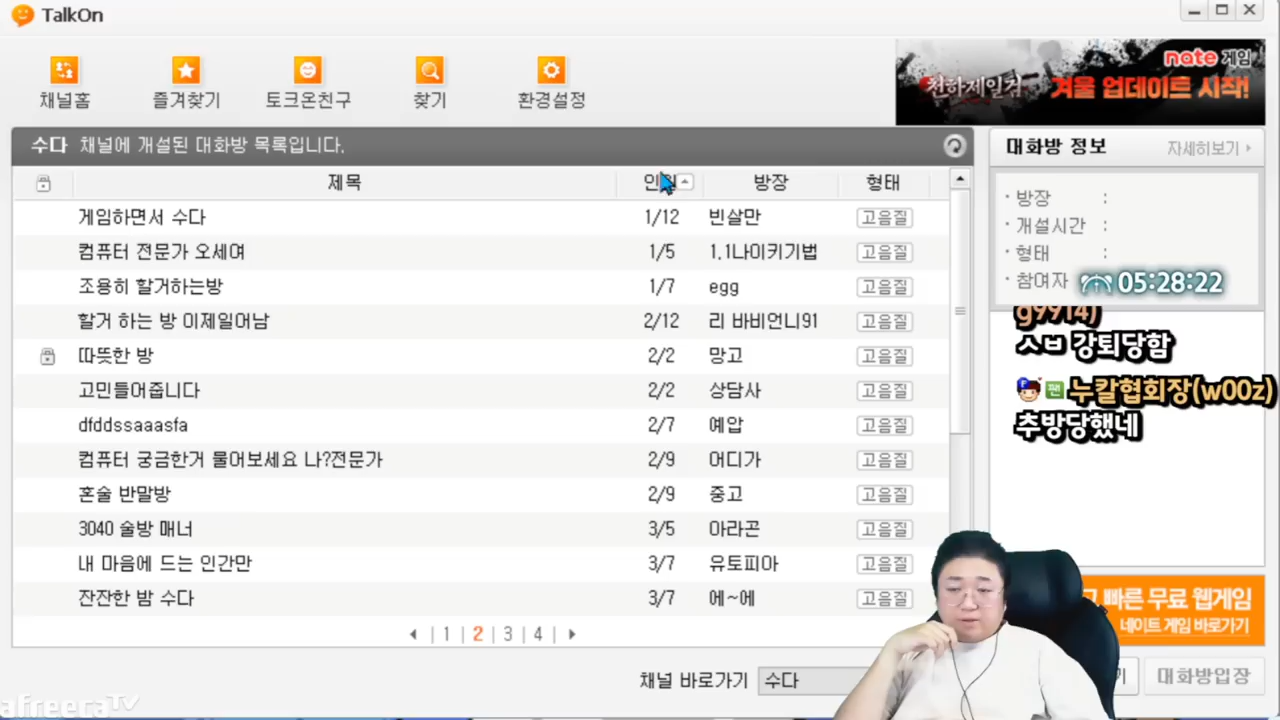 TalkOn
채널홈
즐겨찾기
토크온친구
찾기
환경설정
nate 게임
천하제일검
겨울 업데이트 시작!
수다 채널에 개설된 대화방 목록입니다.
제목 방장 형태
게임하면서 수다 1/12 빈살만 고음질
컴퓨터 전문가 오세여 1/5 1.1나이키기법 고음질
조용히 할거하는방 1/7 egg 고음질
할거 하는 방 이제일어남 2/12 리 바비언니91 고음질
따뜻한 방 2/2 망고 고음질
고민들어줍니다 2/2 상담사 고음질
dfddssaaasfa 2/7 예압 고음질
컴퓨터 궁금한거 물어보세요 나?전문가 2/9 어디가 고음질
혼술 반말방 2/9 중고 고음질
3040 술방 매너 3/5 아라곤 고음질
내 마음에 드는 인간만 3/7 유토피아 고음질
잔잔한 밤 수다 3/7 에~에 고음질
1 | 2 | 3 | 4
채널 바로가기 수다
대화방 정보 자세히보기
· 방장 :
· 개설시간 :
· 형태 :
· 참여자
05:28:22
g9914)
ㅅㅂ 강퇴당함
팬 누칼협회장(w00z)
추방당했네
빠른 무료 웹게임
네이트 게임 바로가기
대화방입장
afreecaTV